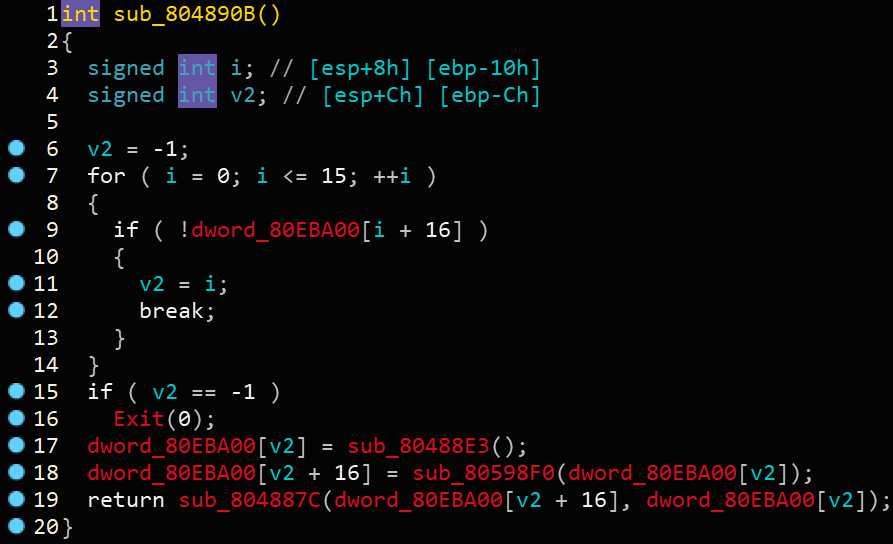 1 int sub_804890B()
2 {
3   signed int i; // [esp+8h] [ebp-10h]
4   signed int v2; // [esp+Ch] [ebp-Ch]
5
6   v2 = -1;
7   for ( i = 0; i <= 15; ++i )
8   {
9     if ( !dword_80EBA00[i + 16] )
10     {
11       v2 = i;
12       break;
13     }
14   }
15   if ( v2 == -1 )
16     Exit(0);
17   dword_80EBA00[v2] = sub_80488E3();
18   dword_80EBA00[v2 + 16] = sub_80598F0(dword_80EBA00[v2]);
19   return sub_804887C(dword_80EBA00[v2 + 16], dword_80EBA00[v2]);
20 }